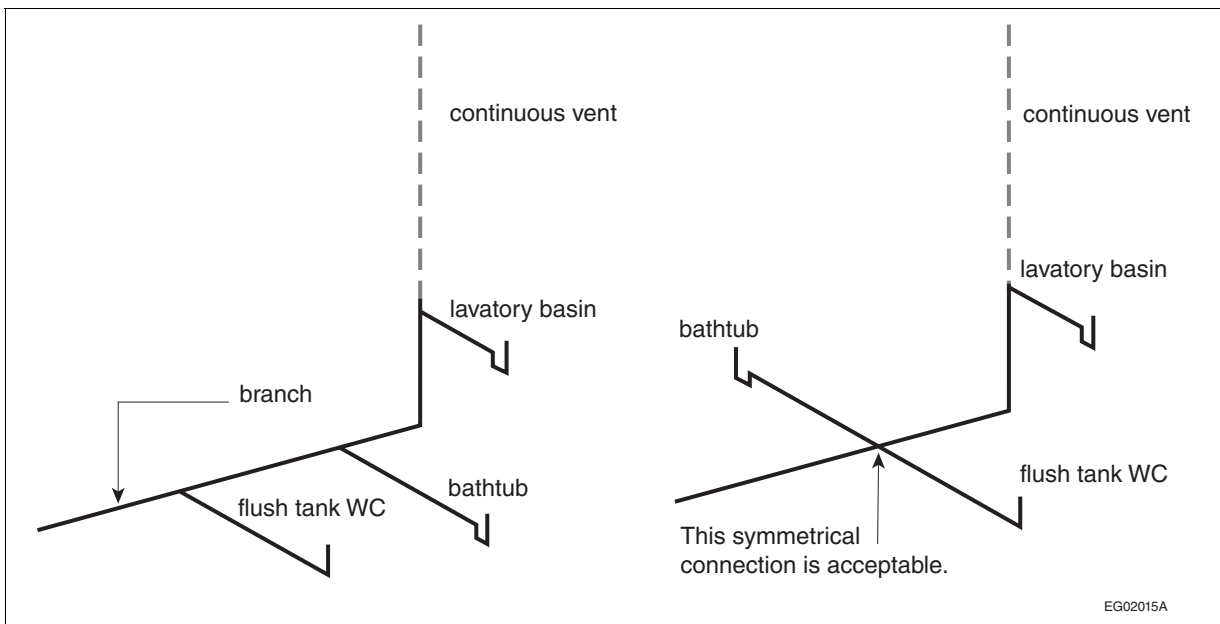 continuous vent
lavatory basin
branch
flush tank WC
bathtub
continuous vent
lavatory basin
bathtub
flush tank WC
This symmetrical
connection is acceptable.
EG02015A